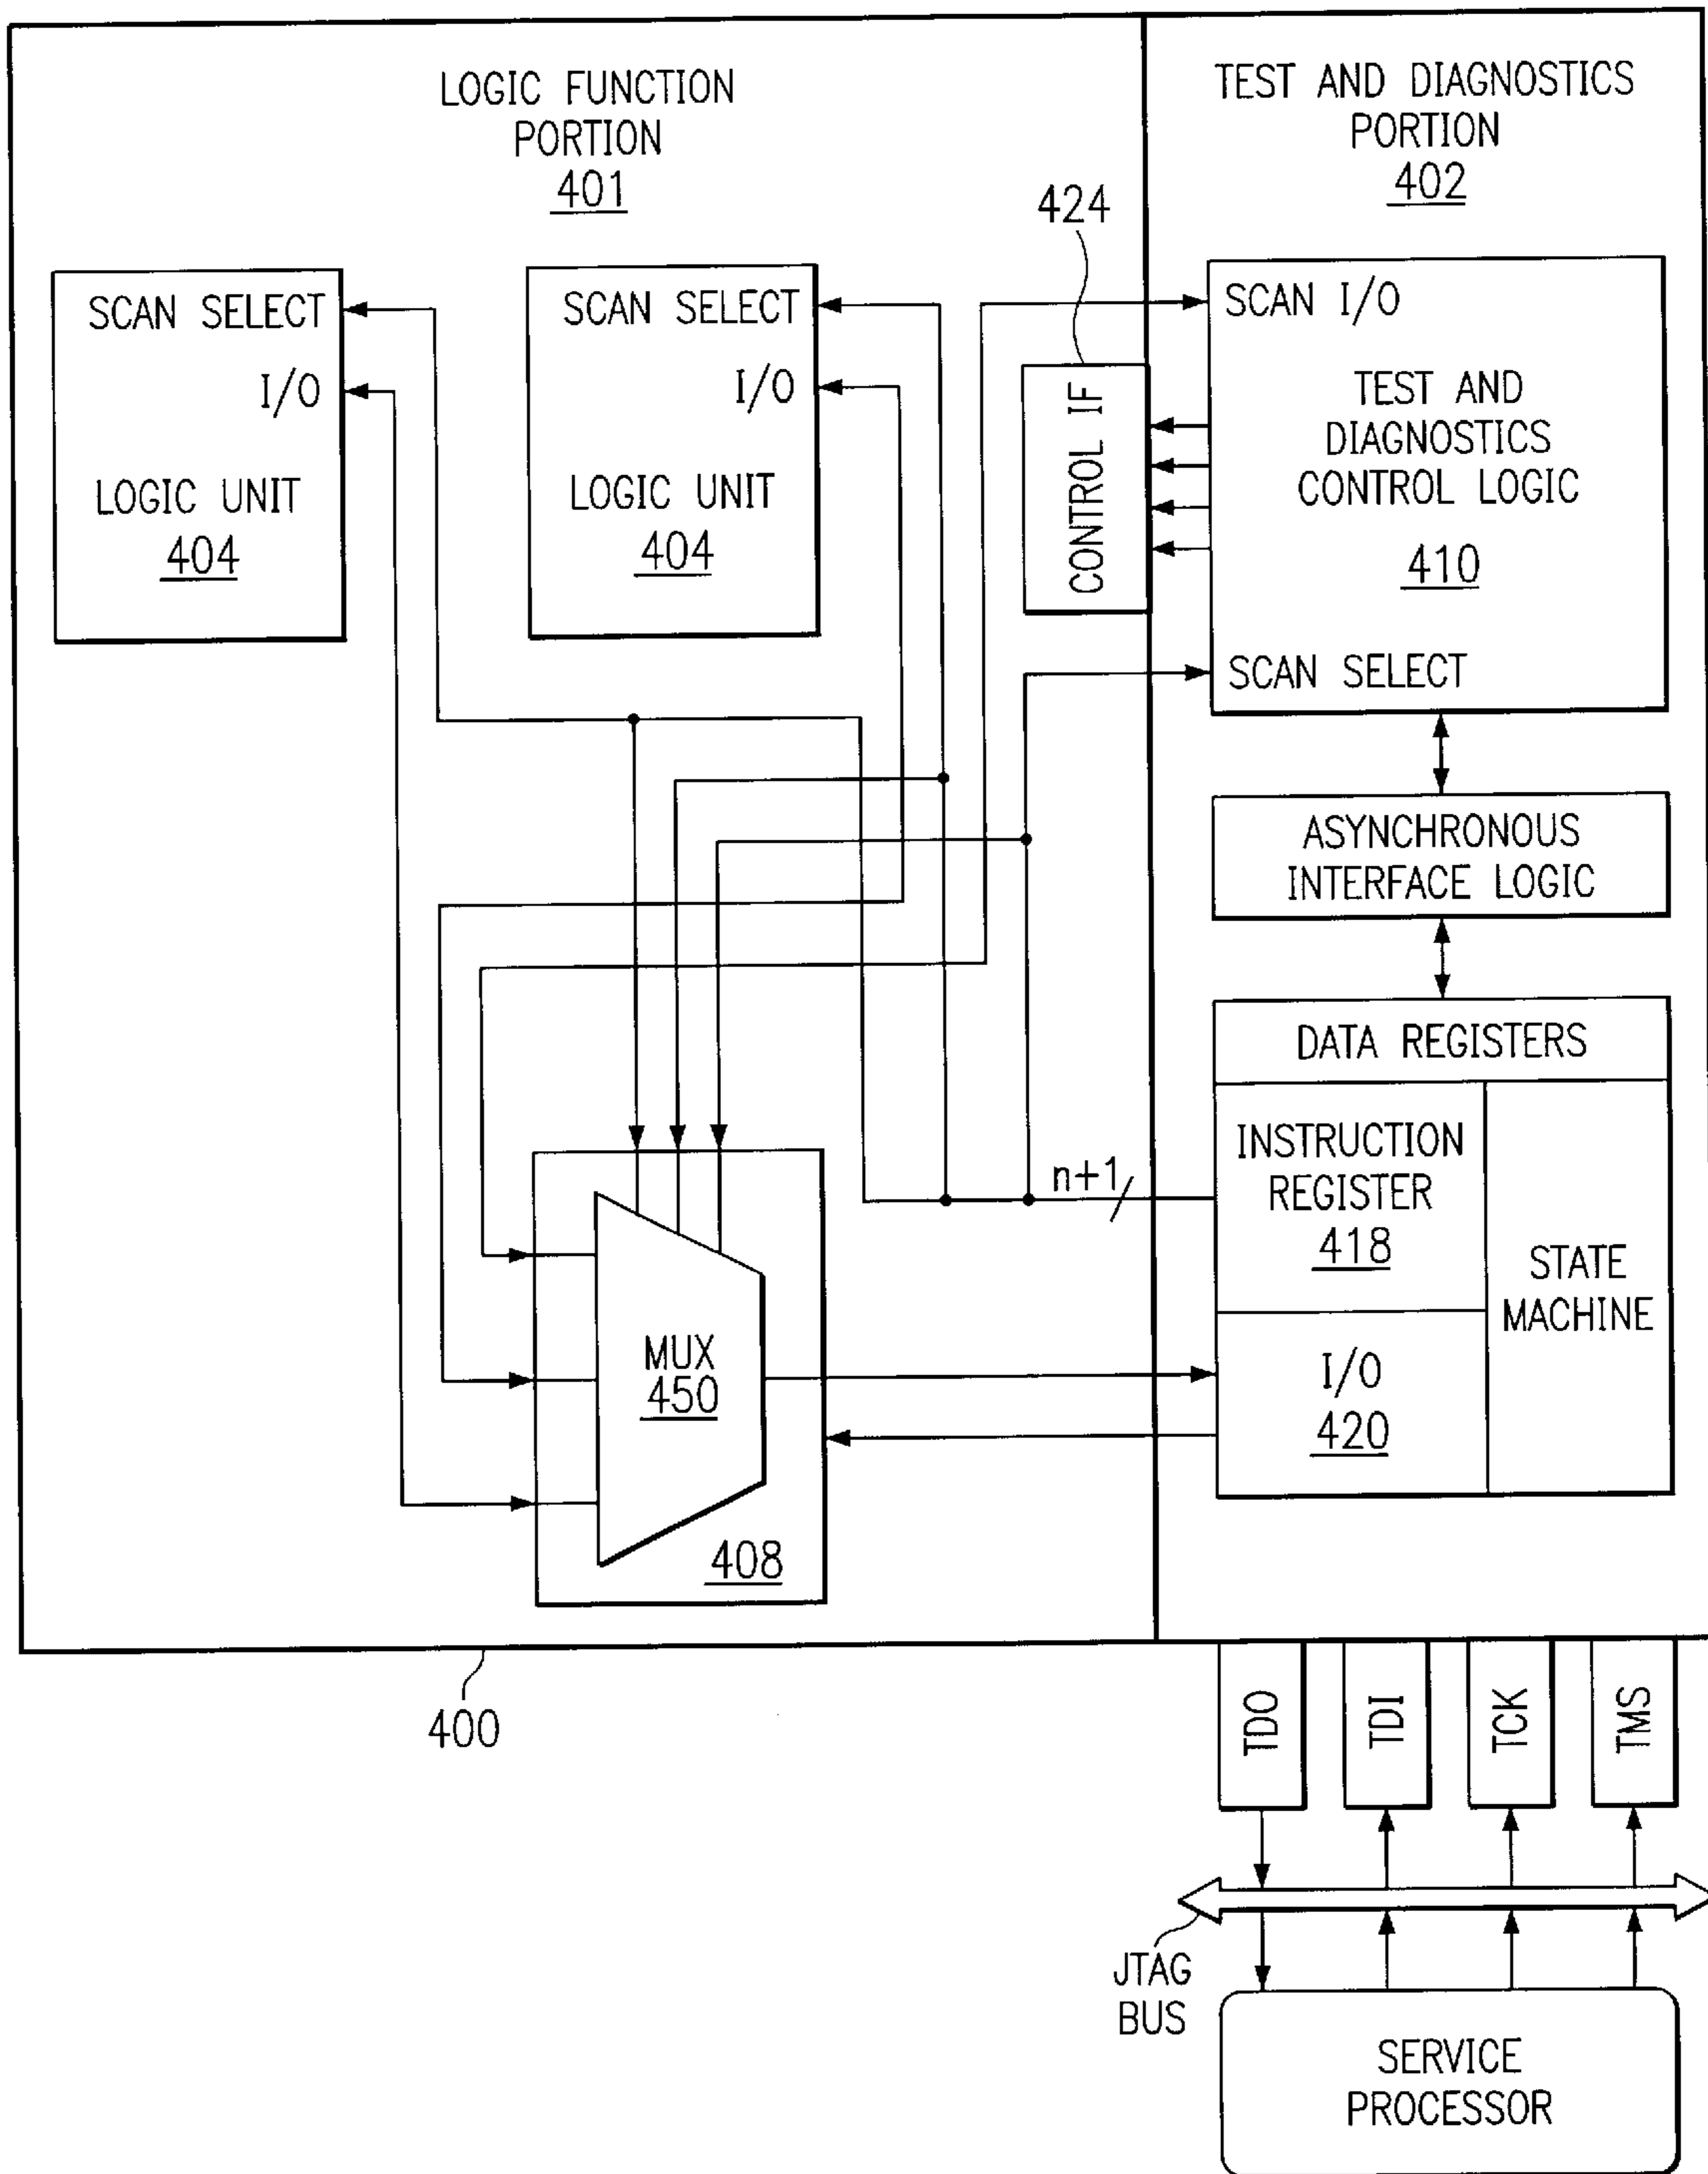 LOGIC FUNCTION
PORTION
401
TEST AND DIAGNOSTICS
PORTION
402
424
SCAN SELECT
I/O
LOGIC UNIT
404
SCAN SELECT
I/O
LOGIC UNIT
404
CONTROL IF
SCAN I/O
TEST AND
DIAGNOSTICS
CONTROL LOGIC
410
SCAN SELECT
ASYNCHRONOUS
INTERFACE LOGIC
DATA REGISTERS
INSTRUCTION
REGISTER
418
STATE
MACHINE
I/O
420
n+1
MUX
450
408
400
TDO
TDI
TCK
TMS
JTAG
BUS
SERVICE
PROCESSOR